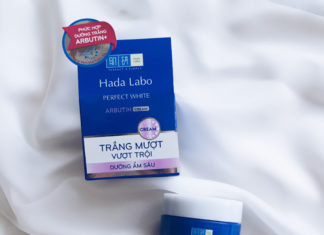 PHỨC HỢP
DƯỠNG TRẮNG
ARBUTIN+
肌研
Hada Labo
PERFECT WHITE
ARBUTIN CREAM
CREAM
TRẮNG MƯỢT
VƯỢT TRỘI
DƯỠNG ẨM SÂU